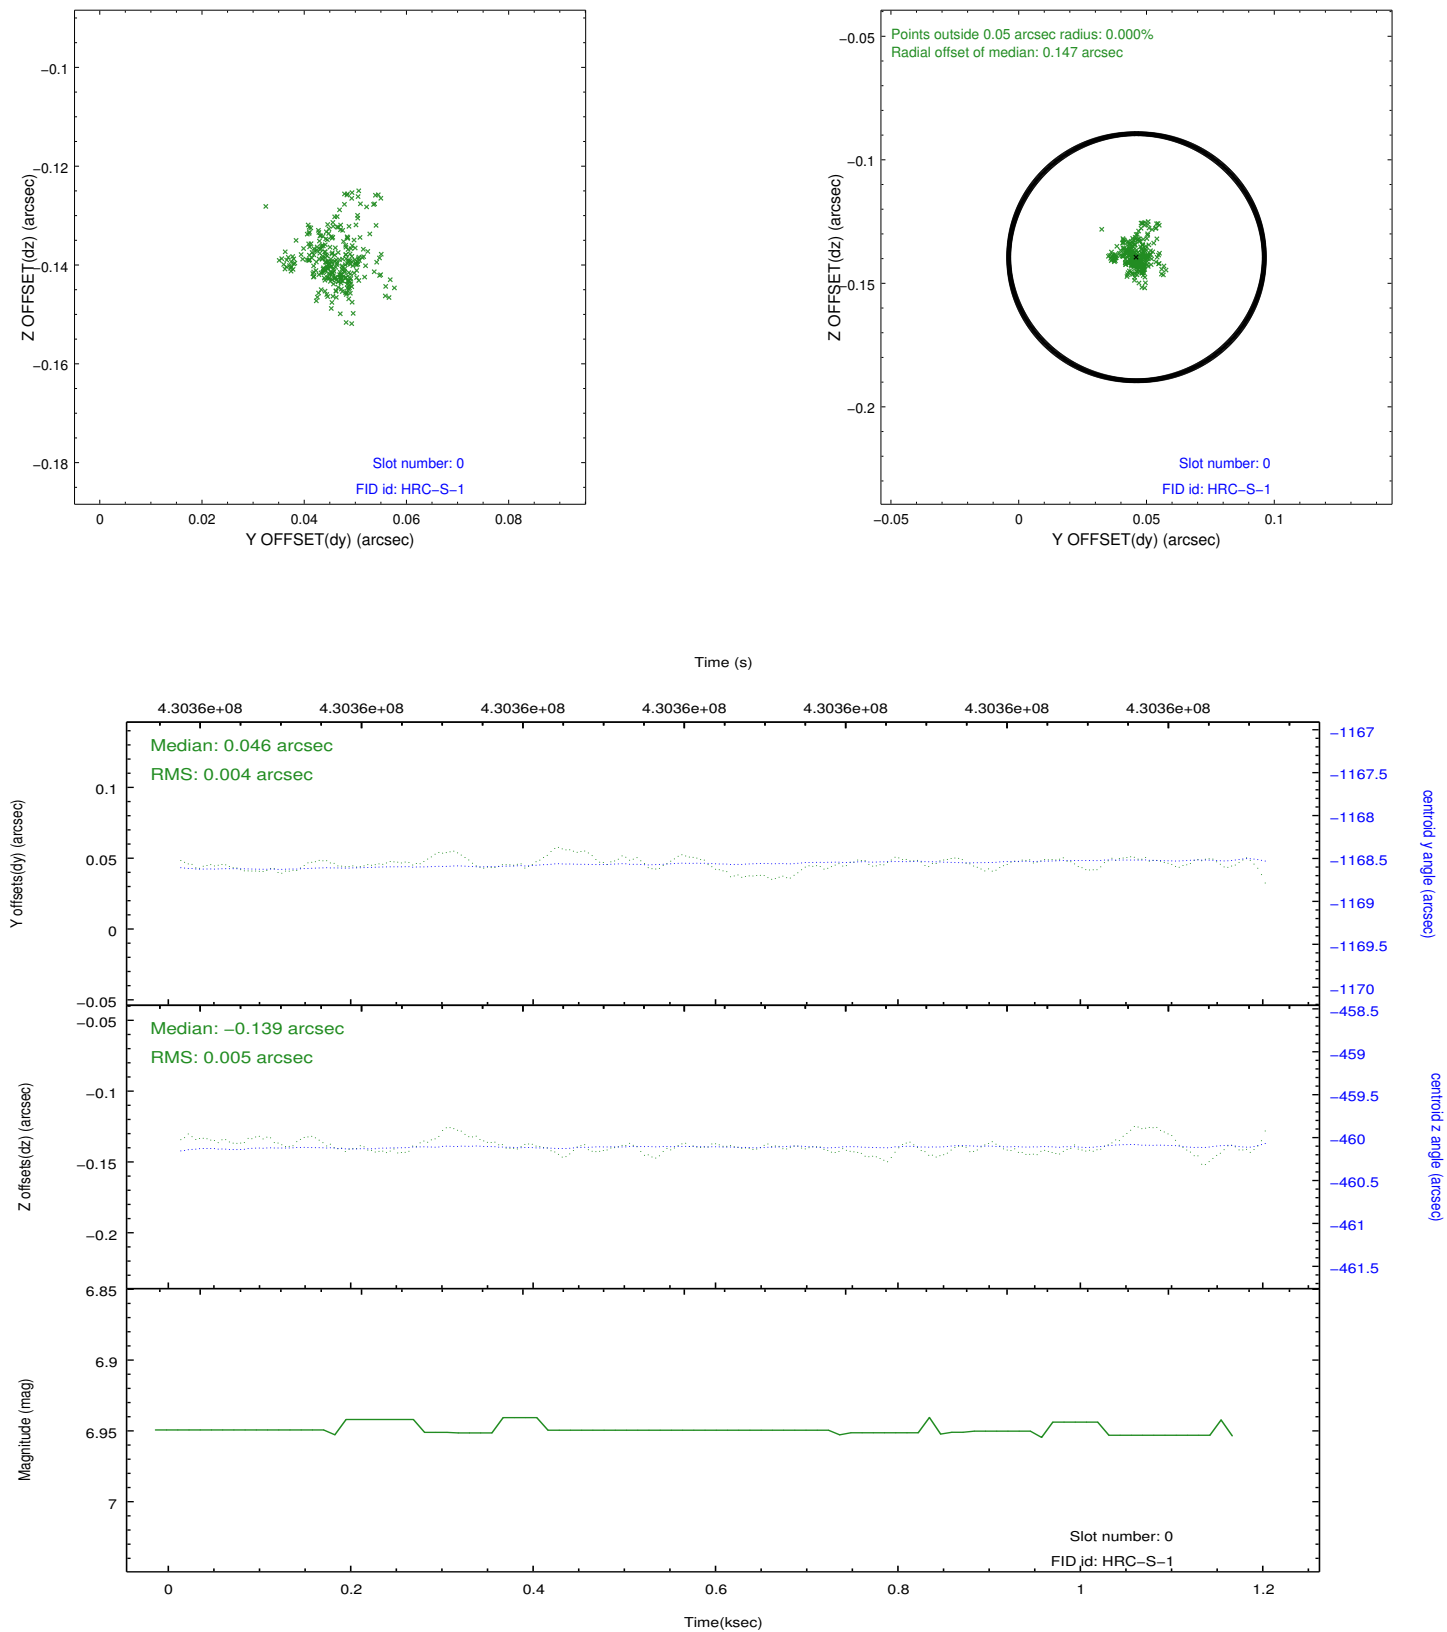 −0.1
−0.12
−0.14
−0.16
−0.18
Z OFFSET(dz) (arcsec)
Slot number: 0
FID id: HRC−S−1
0
0.02
0.04
0.06
0.08
Y OFFSET(dy) (arcsec)
Points outside 0.05 arcsec radius: 0.000%
Radial offset of median: 0.147 arcsec
−0.05
−0.1
−0.15
−0.2
Z OFFSET(dz) (arcsec)
Slot number: 0
FID id: HRC−S−1
−0.05
0
0.05
0.1
Y OFFSET(dy) (arcsec)
Time (s)
4.3036e+08
4.3036e+08
4.3036e+08
4.3036e+08
4.3036e+08
4.3036e+08
4.3036e+08
Median: 0.046 arcsec
RMS: 0.004 arcsec
0.1
0.05
0
−0.05
Y offsets(dy) (arcsec)
−1167
−1167.5
−1168
−1168.5
−1169
−1169.5
−1170
centroid y angle (arcsec)
Median: −0.139 arcsec
RMS: 0.005 arcsec
−0.05
−0.1
−0.15
−0.2
Z offsets(dz) (arcsec)
−458.5
−459
−459.5
−460
−460.5
−461
−461.5
centroid z angle (arcsec)
6.85
6.9
6.95
7
Magnitude (mag)
Slot number: 0
FID id: HRC−S−1
0
0.2
0.4
0.6
0.8
1
1.2
Time(ksec)